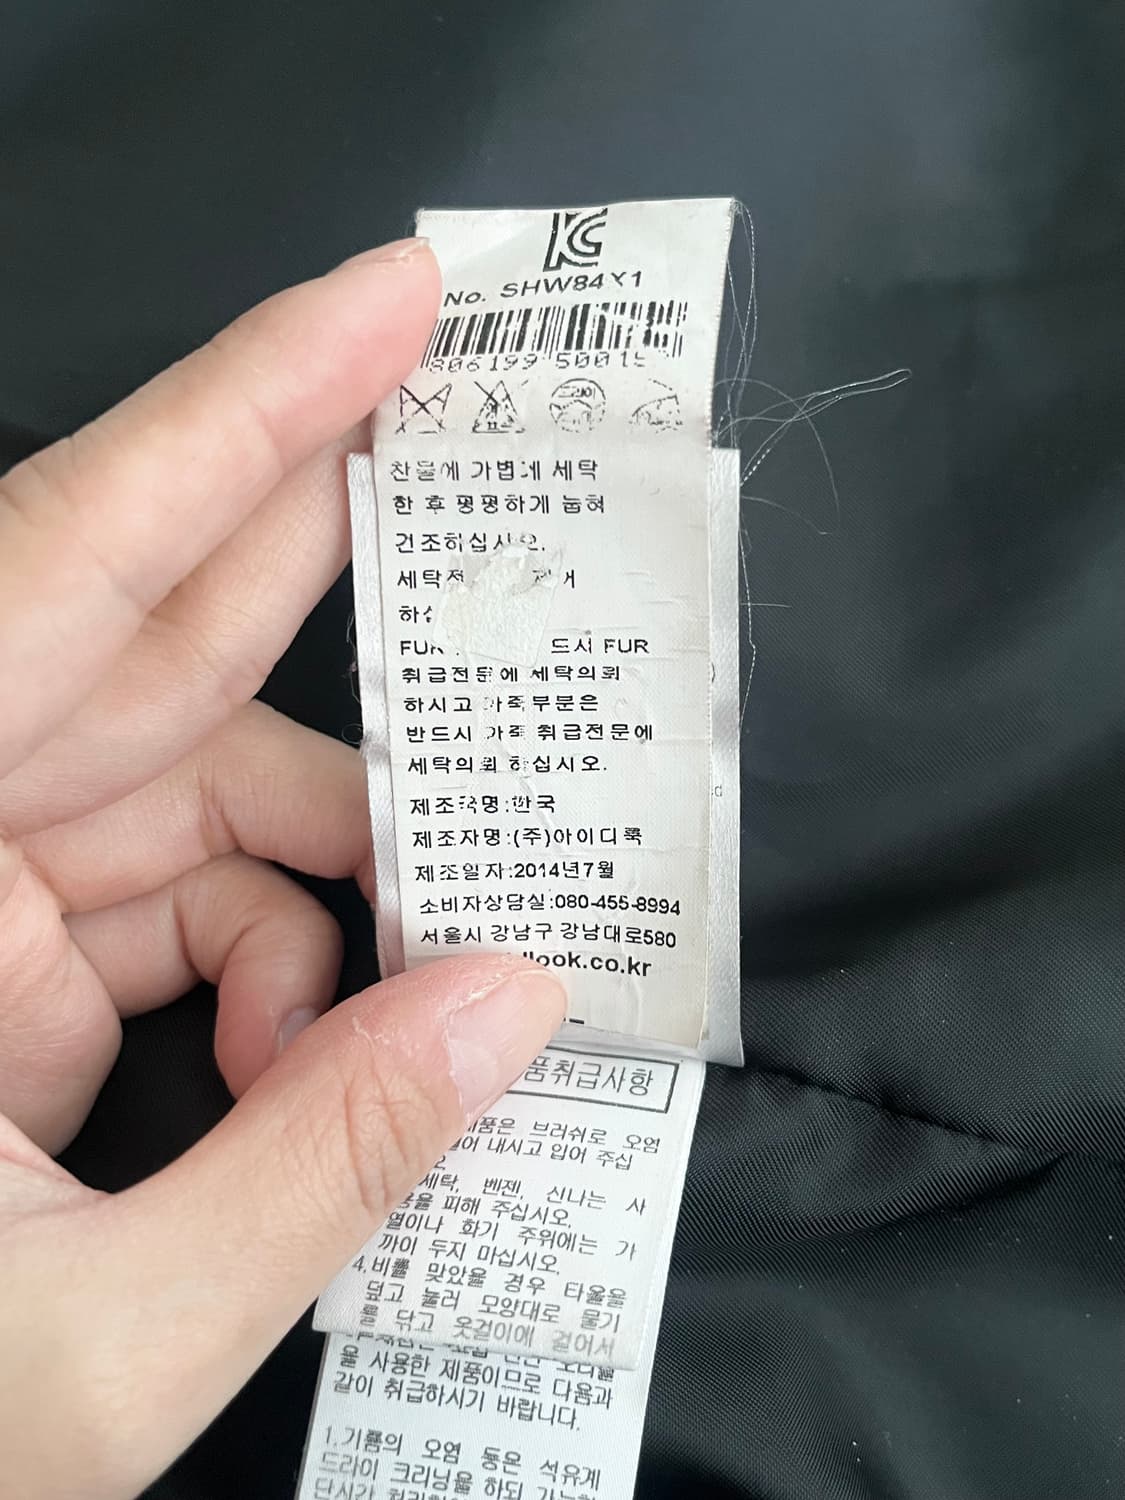 KC
No. SHW84Y1
806199 50015
찬물에 가볍게 세탁
한 후 평평하게 눕혀
건조하십시오.
세탁전
FUR 드시 FUR
취급전문에 세탁의뢰
하시고 가죽부분은
반드시 가죽 취급전문에
세탁의뢰 하십시오.
제조국명:한국
제조자명:(주)아이디룩
제조일자:2014년7월
소비자상담실:080-455-8994
서울시 강남구 강남대로580
look.co.kr
품취급사항
제품은 브러쉬로 오염
어 내시고 입어 주십
세탁, 벤젠, 신나는 사
용을 피해 주십시오.
열이나 화기 주위에는 가
까이 두지 마십시오.
4.비를 맞았을 경우 타올을
덮고 눌러 모양대로 물기
를 닦고 옷걸이에 걸어서
을 사용한 제품이므로 다음과
같이 취급하시기 바랍니다.
1.기름의 오염 등은 석유계
드라이 크리닝을 하되 가능한
단시간